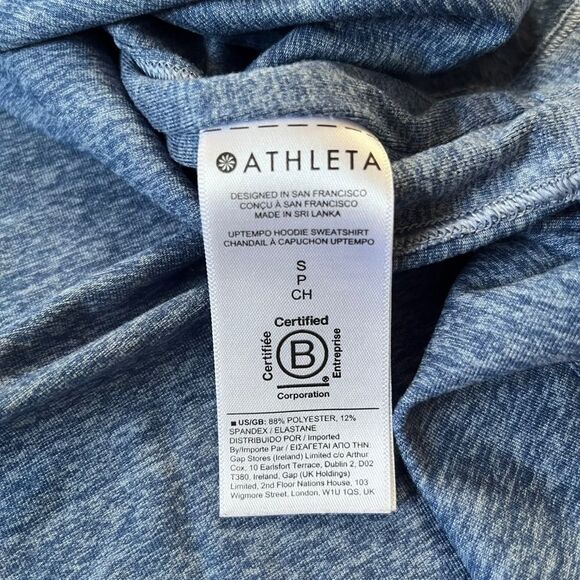 ATHLETA
DESIGNED IN SAN FRANCISCO
CONÇU À SAN FRANCISCO
MADE IN SRI LANKA
UPTEMPO HOODIE SWEATSHIRT
CHANDAIL À CAPUCHON UPTEMPO
S
P
CH
Certified
Certifiée
B
Entreprise
®
Corporation
■ US/GB: 88% POLYESTER, 12%
SPANDEX / ELASTANE
DISTRIBUIDO POR / Imported
By/Importe Par / ΕΙΣΑΓΕΤΑΙ ΑΠΟ ΤΗΝ
Gap Stores (Ireland) Limited c/o Arthur
Cox, 10 Earlsfort Terrace, Dublin 2, D02
T380, Ireland, Gap (UK Holdings)
Limited, 2nd Floor Nations House, 103
Wigmore Street, London, W1U 1QS, UK